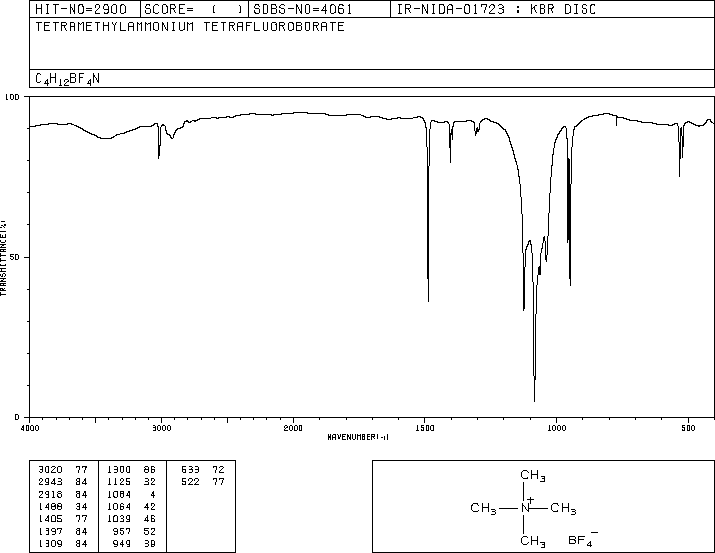 HIT-NO=2900 SCORE= ( ) SDBS-NO=4061 IR-NIDA-01723 : KBR DISC
TETRAMETHYLAMMONIUM TETRAFLUOROBORATE
C4H12BF4N
100
50
0
TRANSMITTANCE(%)
4000 3000 2000 1500 1000 500
WAVENUMBER(-1)
3020 77 1300 86 533 72
2943 84 1125 32 522 77
2918 84 1084 4
1488 34 1064 42
1405 77 1039 46
1397 84 957 52
1309 84 949 39
CH3
CH3 N+ CH3
CH3 BF4−